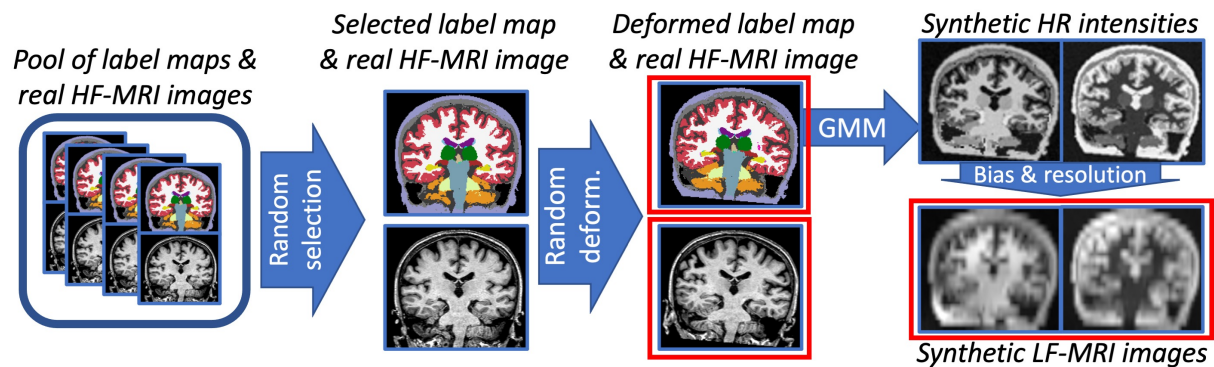 Pool of label maps &
real HF-MRI images
Random
selection
Selected label map
& real HF-MRI image
Random
deform.
Deformed label map
& real HF-MRI image
GMM
Synthetic HR intensities
Bias & resolution
Synthetic LF-MRI images